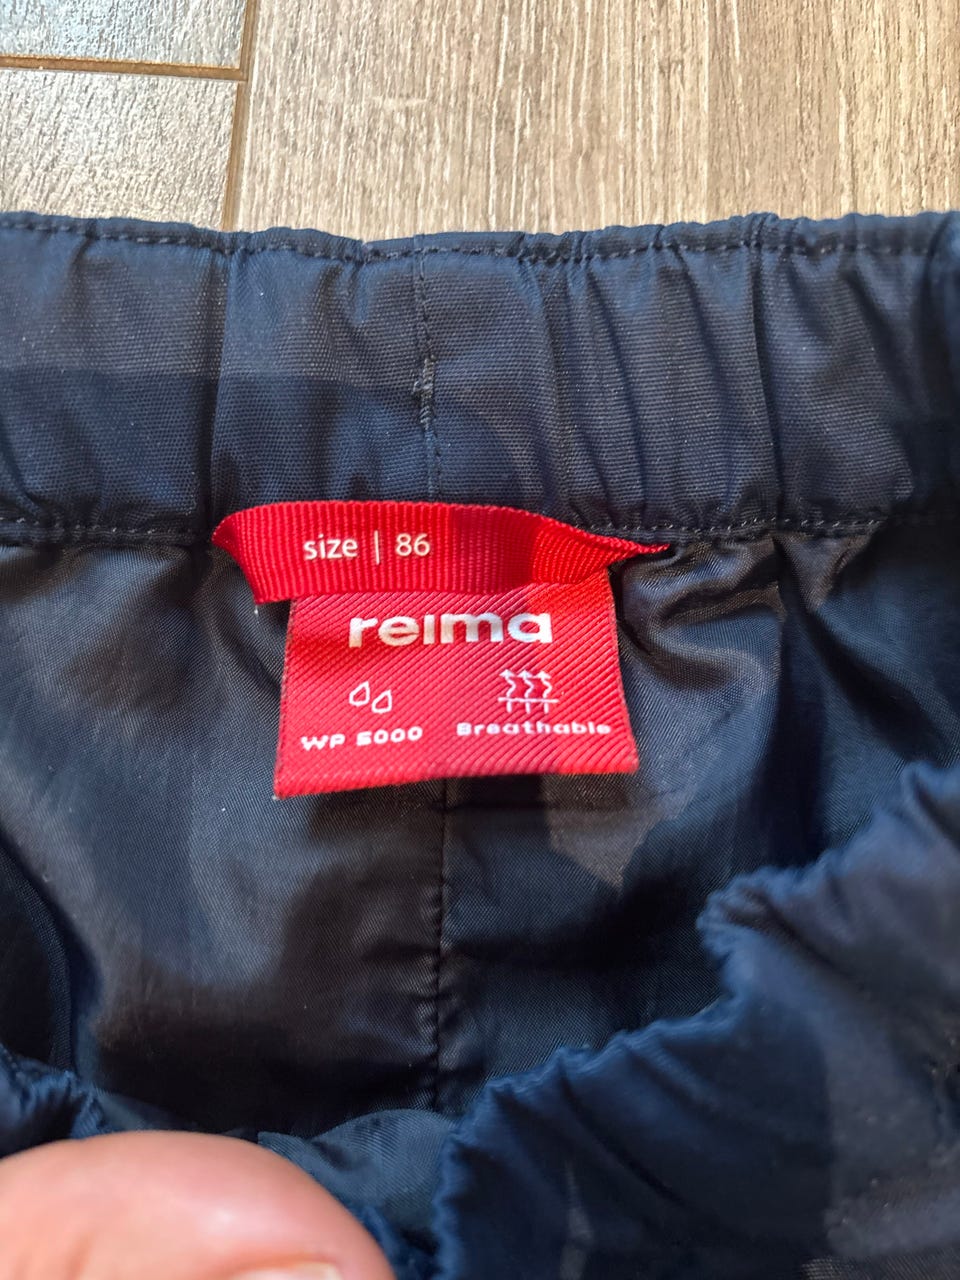 size | 86
reima
WP 5000
Breathable